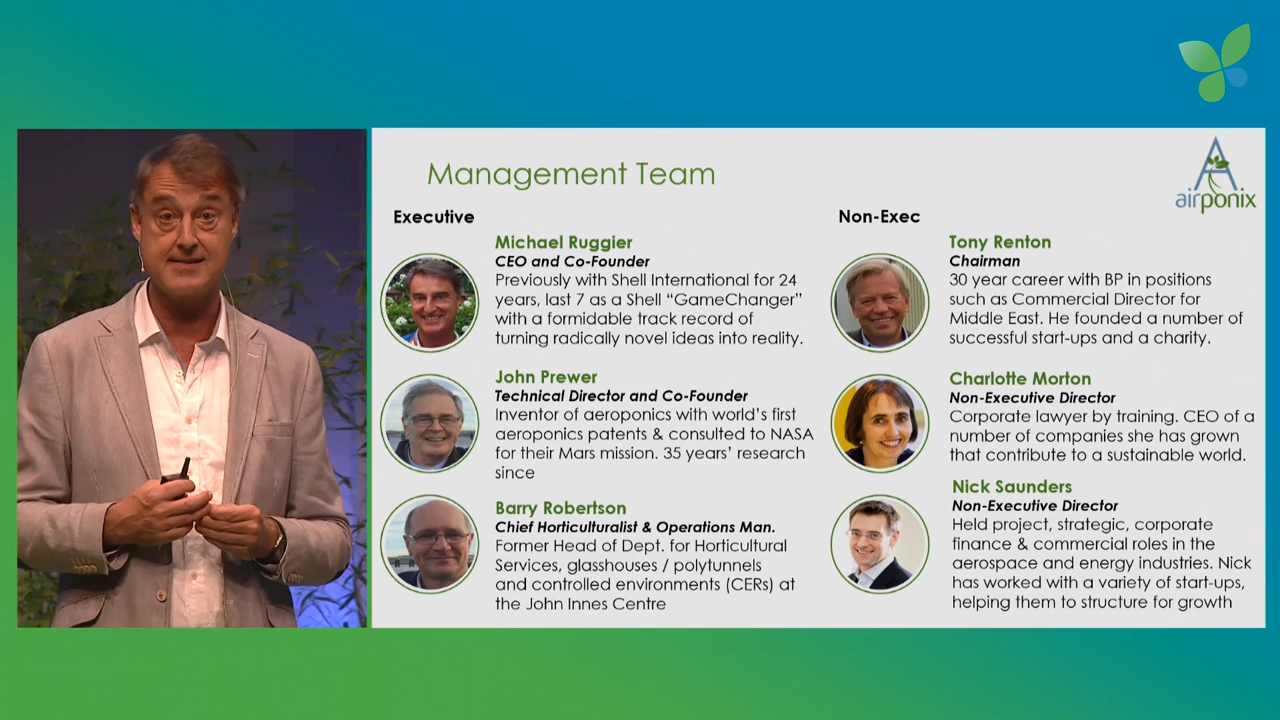 Management Team
airponix
Executive
Michael Ruggier
CEO and Co-Founder
Previously with Shell International for 24
years, last 7 as a Shell “GameChanger”
with a formidable track record of
turning radically novel ideas into reality.
John Prewer
Technical Director and Co-Founder
Inventor of aeroponics with world’s first
aeroponics patents & consulted to NASA
for their Mars mission. 35 years’ research
since
Barry Robertson
Chief Horticulturalist & Operations Man.
Former Head of Dept. for Horticultural
Services, glasshouses / polytunnels
and controlled environments (CERs) at
the John Innes Centre
Non-Exec
Tony Renton
Chairman
30 year career with BP in positions
such as Commercial Director for
Middle East. He founded a number of
successful start-ups and a charity.
Charlotte Morton
Non-Executive Director
Corporate lawyer by training. CEO of a
number of companies she has grown
that contribute to a sustainable world.
Nick Saunders
Non-Executive Director
Held project, strategic, corporate
finance & commercial roles in the
aerospace and energy industries. Nick
has worked with a variety of start-ups,
helping them to structure for growth